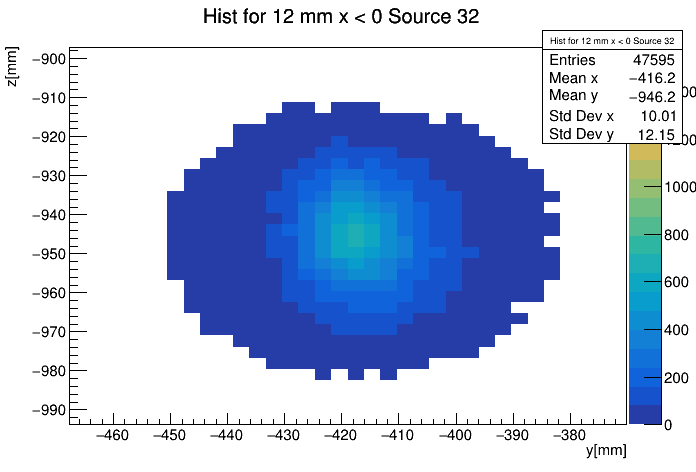 Hist for 12 mm x < 0 Source 32
z[mm]
Hist for 12 mm x < 0 Source 32
Entries 47595
Mean x −416.2
Mean y −946.2
Std Dev x 10.01
Std Dev y 12.15
−900
−910
−920
−930
−940
−950
−960
−970
−980
−990
1000
800
600
400
200
0
−460 −450 −440 −430 −420 −410 −400 −390 −380
y[mm]